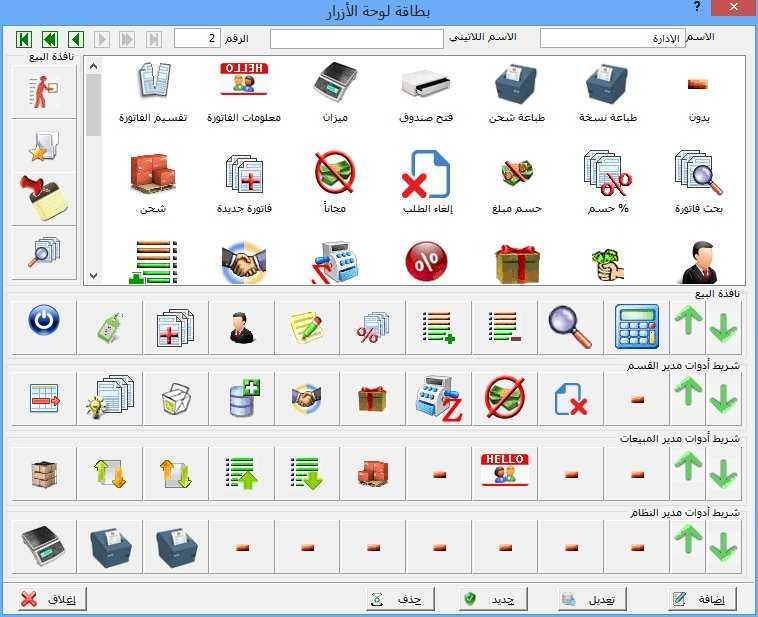 بطاقة لوحة الأزرار
الاسم الإدارة
الاسم اللاتيني
الرقم 2
نافذة البيع
بدون
طباعة نسخة
طباعة شحن
فتح صندوق
ميزان
HELLO
معلومات الفاتورة
تقسيم الفاتورة
بحث فاتورة
% حسم
حسم مبلغ
إلغاء الطلب
مجاناً
فاتورة جديدة
شحن
نافذة البيع
شريط أدوات مدير القسم
شريط أدوات مدير المبيعات
HELLO
شريط أدوات مدير النظام
إضافة
تعديل
جديد
حذف
إغلاق